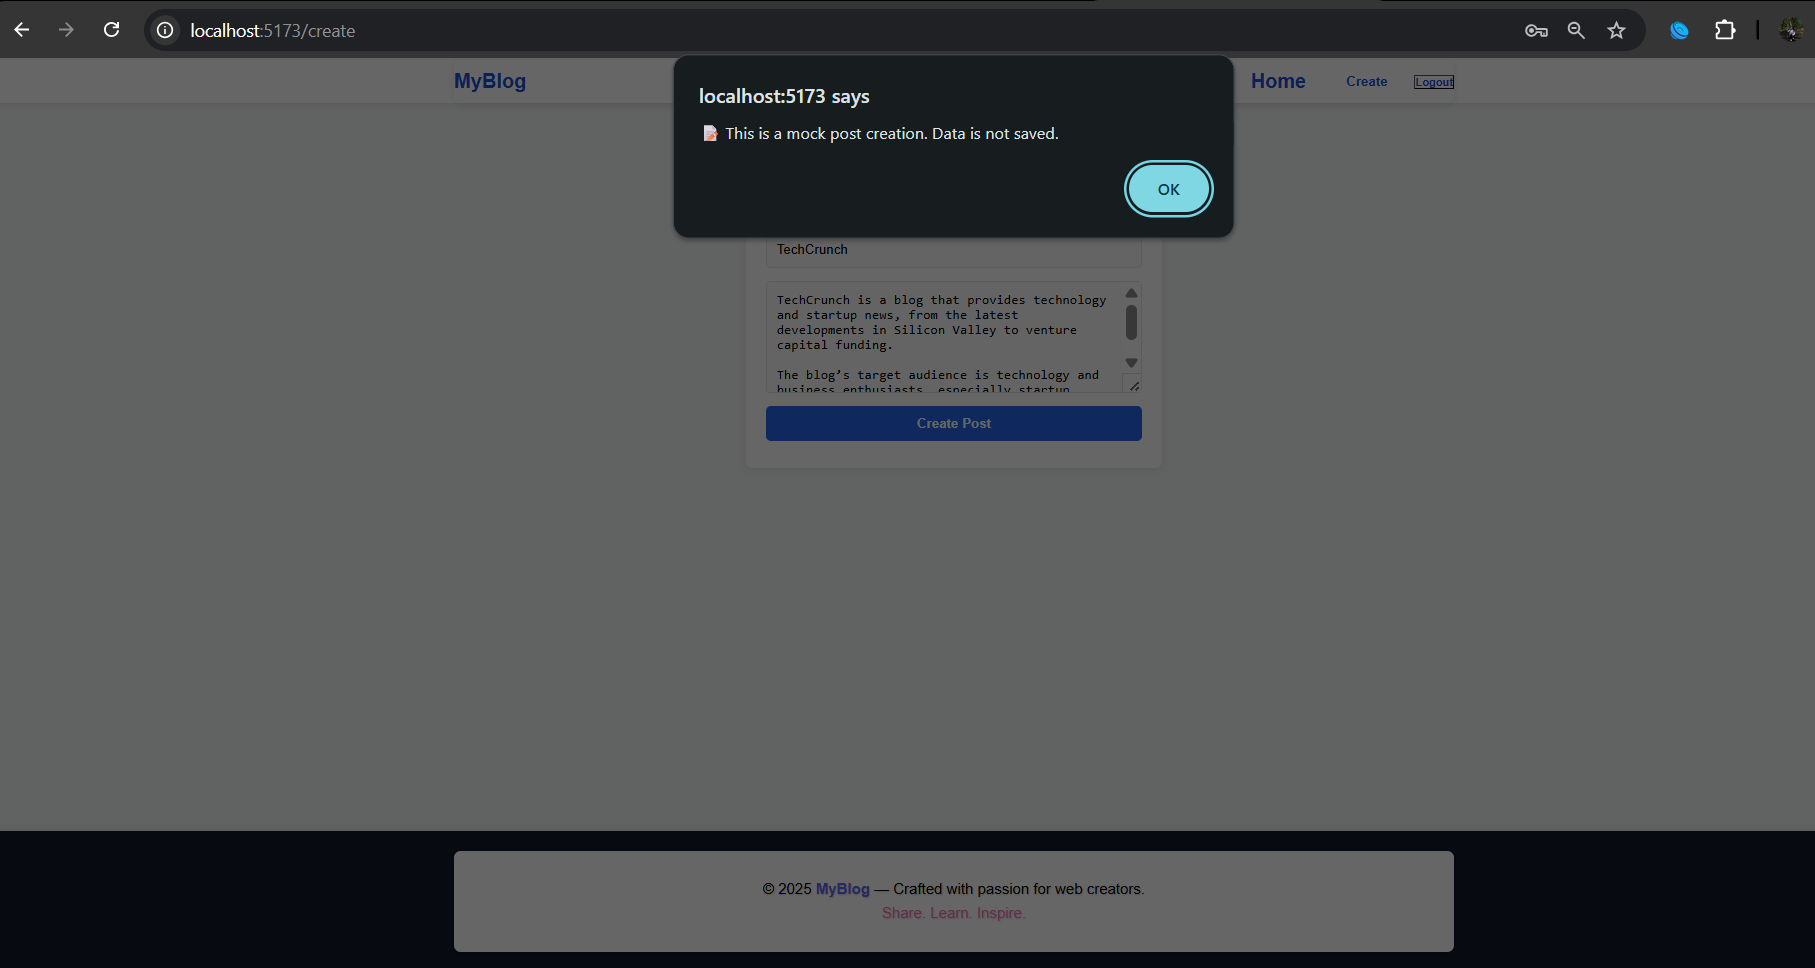 localhost:5173/create
MyBlog
Home
Create
Logout
localhost:5173 says
📝 This is a mock post creation. Data is not saved.
OK
TechCrunch
TechCrunch is a blog that provides technology
and startup news, from the latest
developments in Silicon Valley to venture
capital funding.
The blog’s target audience is technology and
business enthusiasts, especially startup
Create Post
© 2025 MyBlog — Crafted with passion for web creators.
Share. Learn. Inspire.